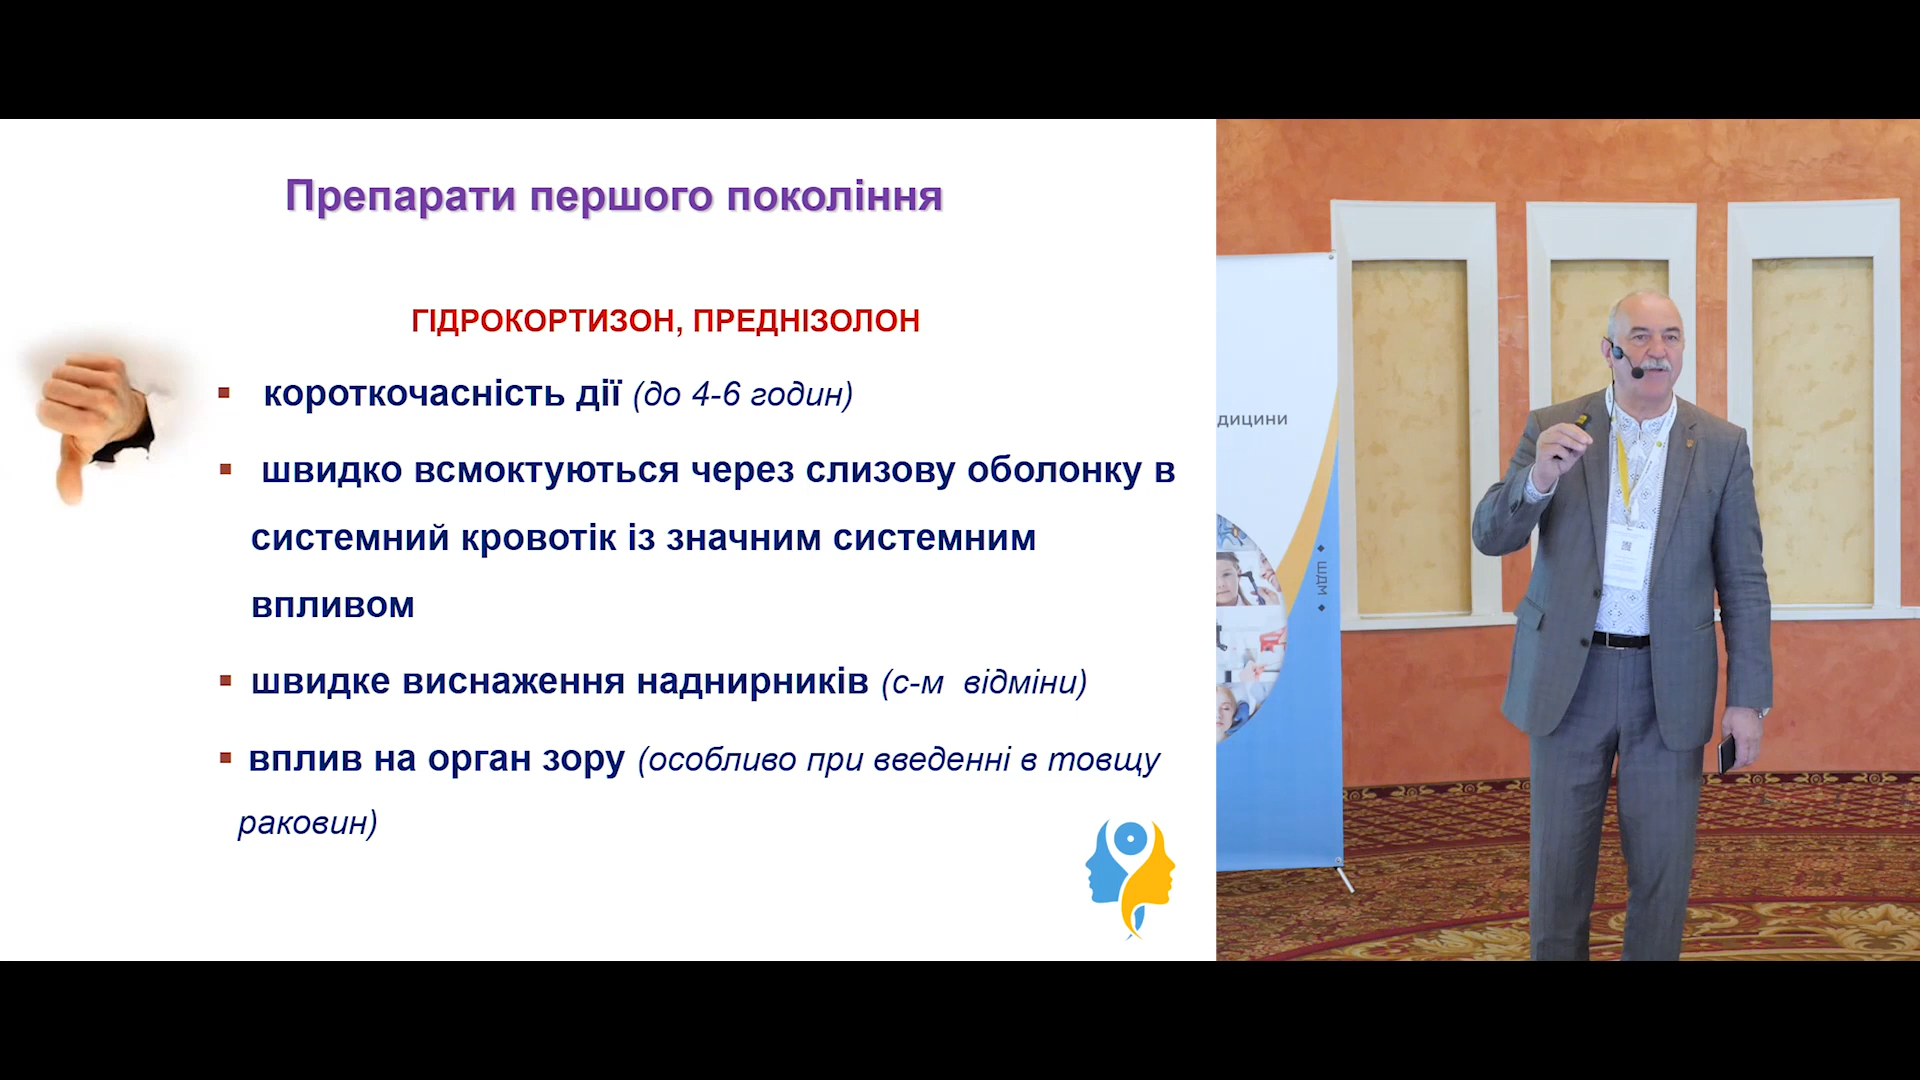 Препарати першого покоління
ГІДРОКОРТИЗОН, ПРЕДНІЗОЛОН
▪ короткочасність дії (до 4-6 годин)
▪ швидко всмоктуються через слизову оболонку в
системний кровотік із значним системним
впливом
▪ швидке виснаження наднирників (с-м відміни)
▪ вплив на орган зору (особливо при введенні в товщу
раковин)
дицини
◆ ШДМ ◆